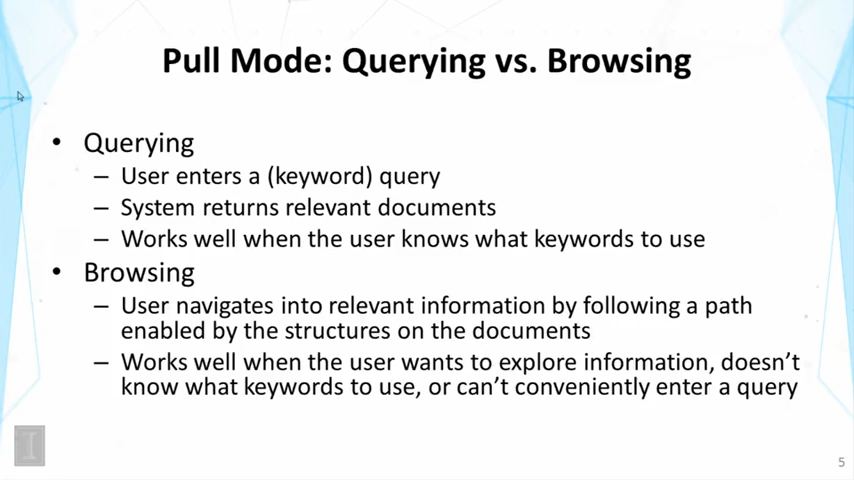 Pull Mode: Querying vs. Browsing
• Querying
– User enters a (keyword) query
– System returns relevant documents
– Works well when the user knows what keywords to use
• Browsing
– User navigates into relevant information by following a path
enabled by the structures on the documents
– Works well when the user wants to explore information, doesn't
know what keywords to use, or can't conveniently enter a query
I
5